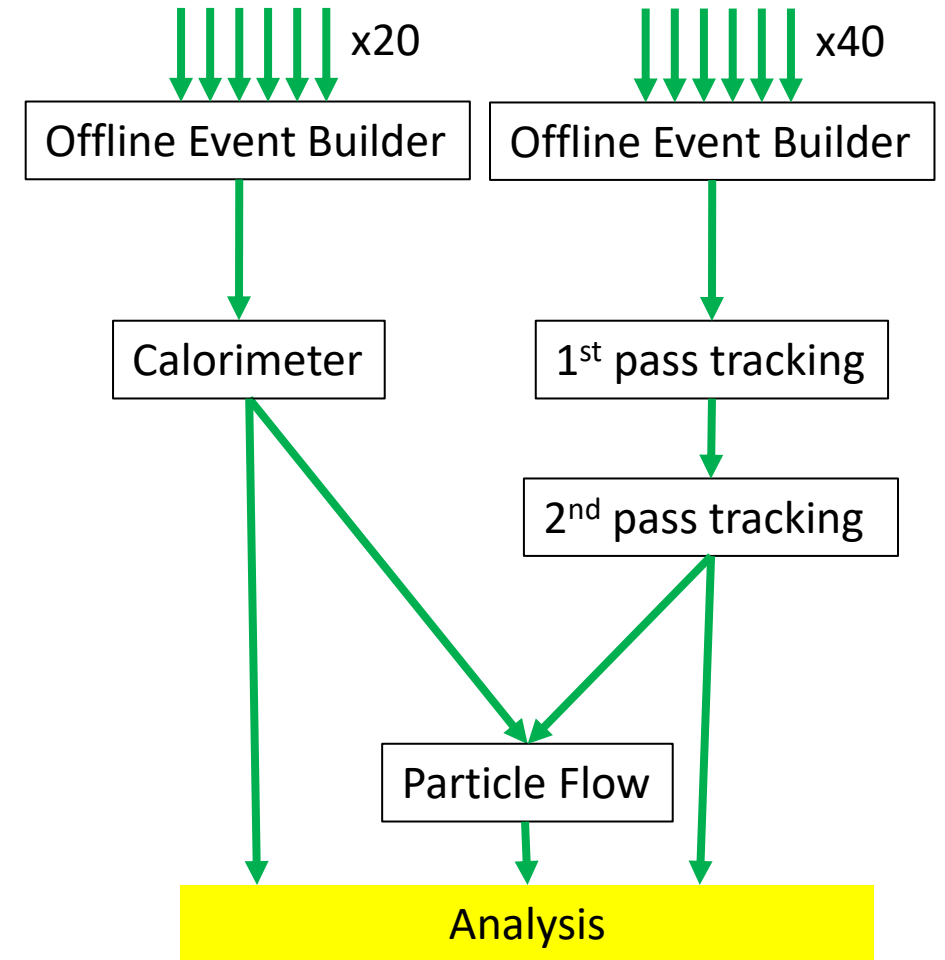 x20
x40
Offline Event Builder
Offline Event Builder
Calorimeter
1st pass tracking
2nd pass tracking
Particle Flow
Analysis